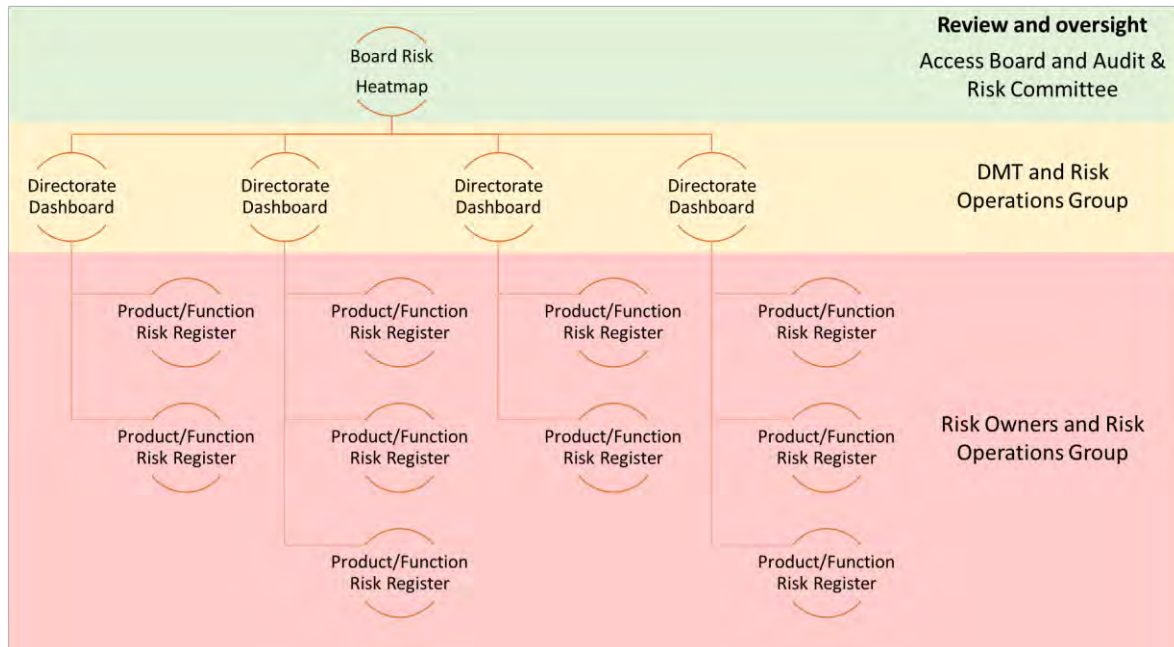 Review and oversight
Access Board and Audit &
Risk Committee
Board Risk
Heatmap
Directorate
Dashboard
Directorate
Dashboard
Directorate
Dashboard
Directorate
Dashboard
DMT and Risk
Operations Group
Product/Function
Risk Register
Product/Function
Risk Register
Product/Function
Risk Register
Product/Function
Risk Register
Product/Function
Risk Register
Product/Function
Risk Register
Product/Function
Risk Register
Product/Function
Risk Register
Risk Owners and Risk
Operations Group
Product/Function
Risk Register
Product/Function
Risk Register